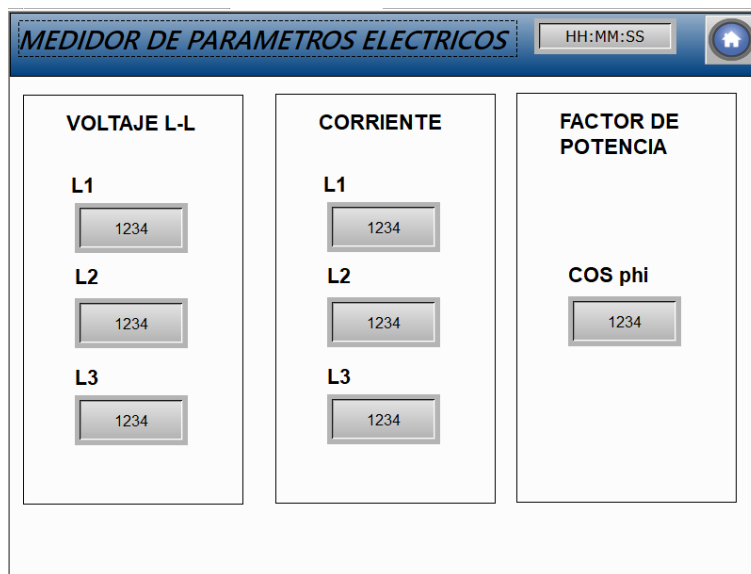 MEDIDOR DE PARAMETROS ELECTRICOS
HH:MM:SS
VOLTAJE L-L
L1
1234
L2
1234
L3
1234
CORRIENTE
L1
1234
L2
1234
L3
1234
FACTOR DE
POTENCIA
COS phi
1234